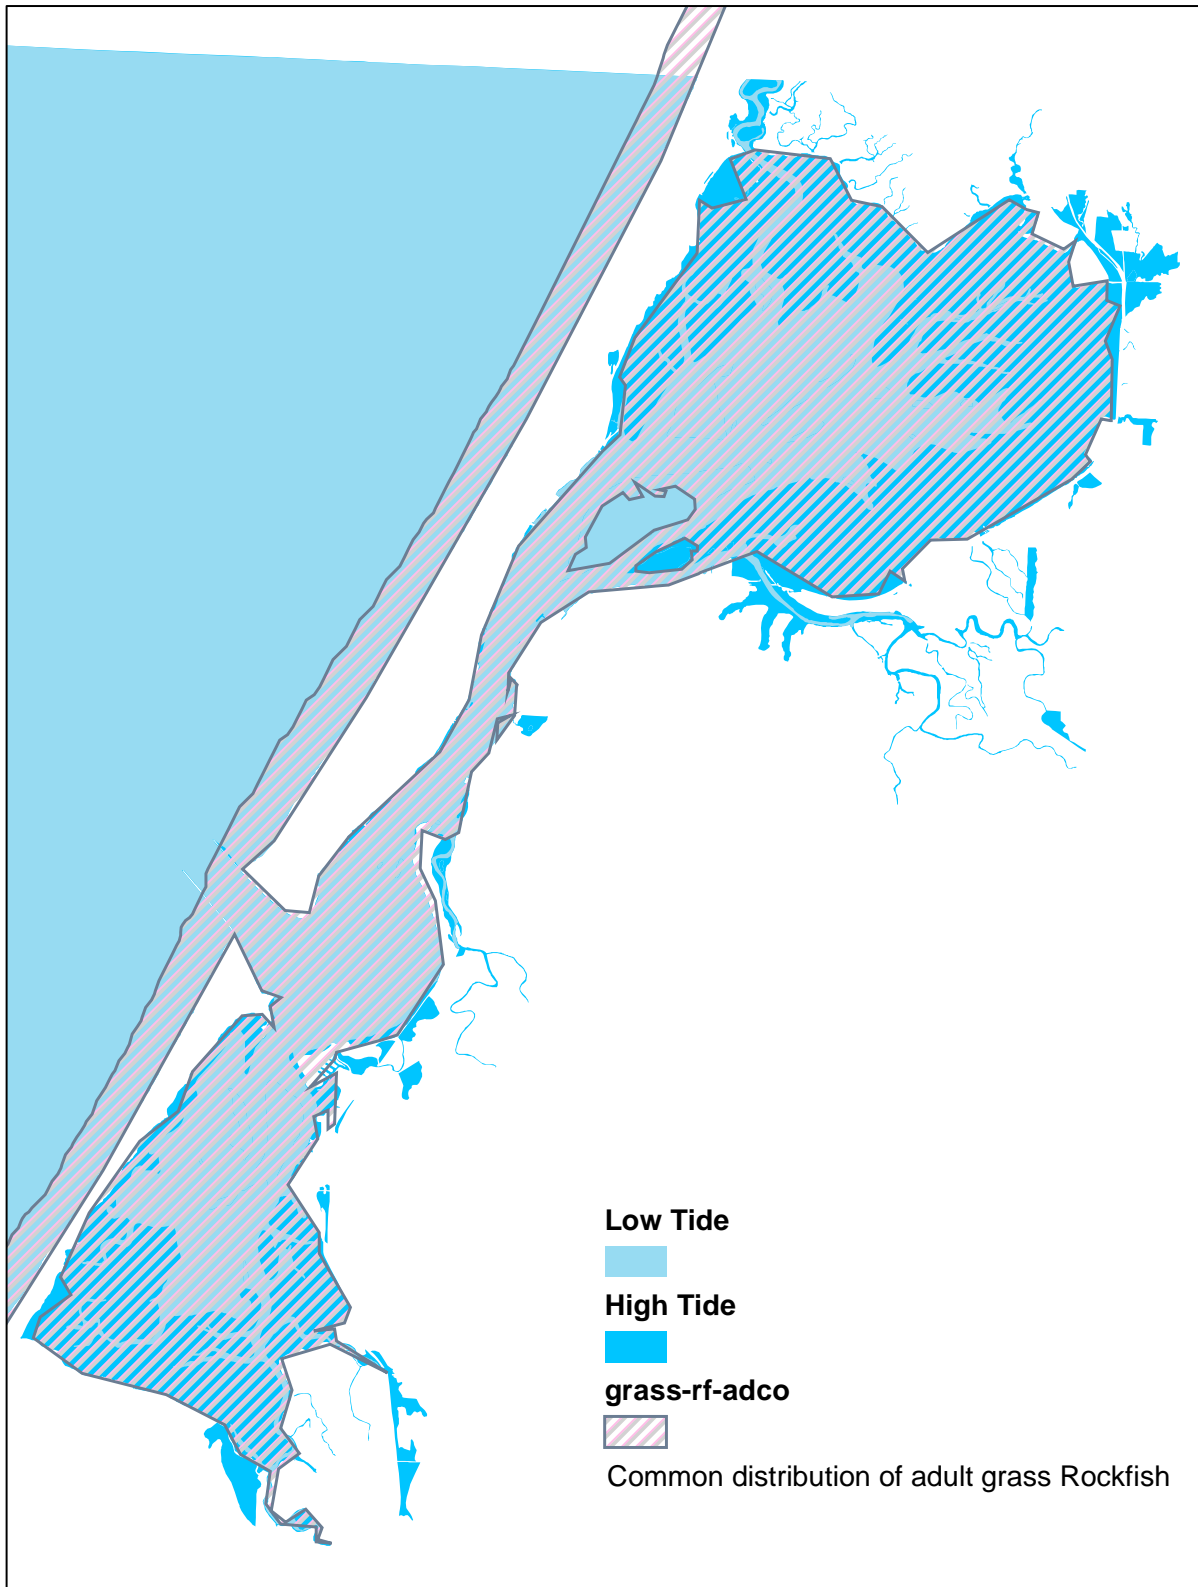 Low Tide
High Tide
grass-rf-adco
Common distribution of adult grass Rockfish